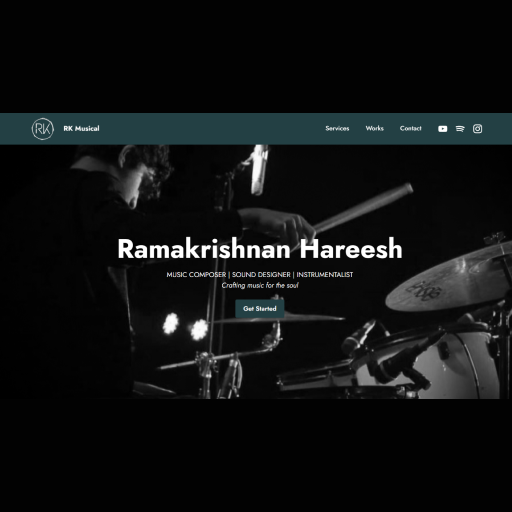 RK
RK Musical
Services
Works
Contact
Ramakrishnan Hareesh
MUSIC COMPOSER | SOUND DESIGNER | INSTRUMENTALIST
Crafting music for the soul
Get Started